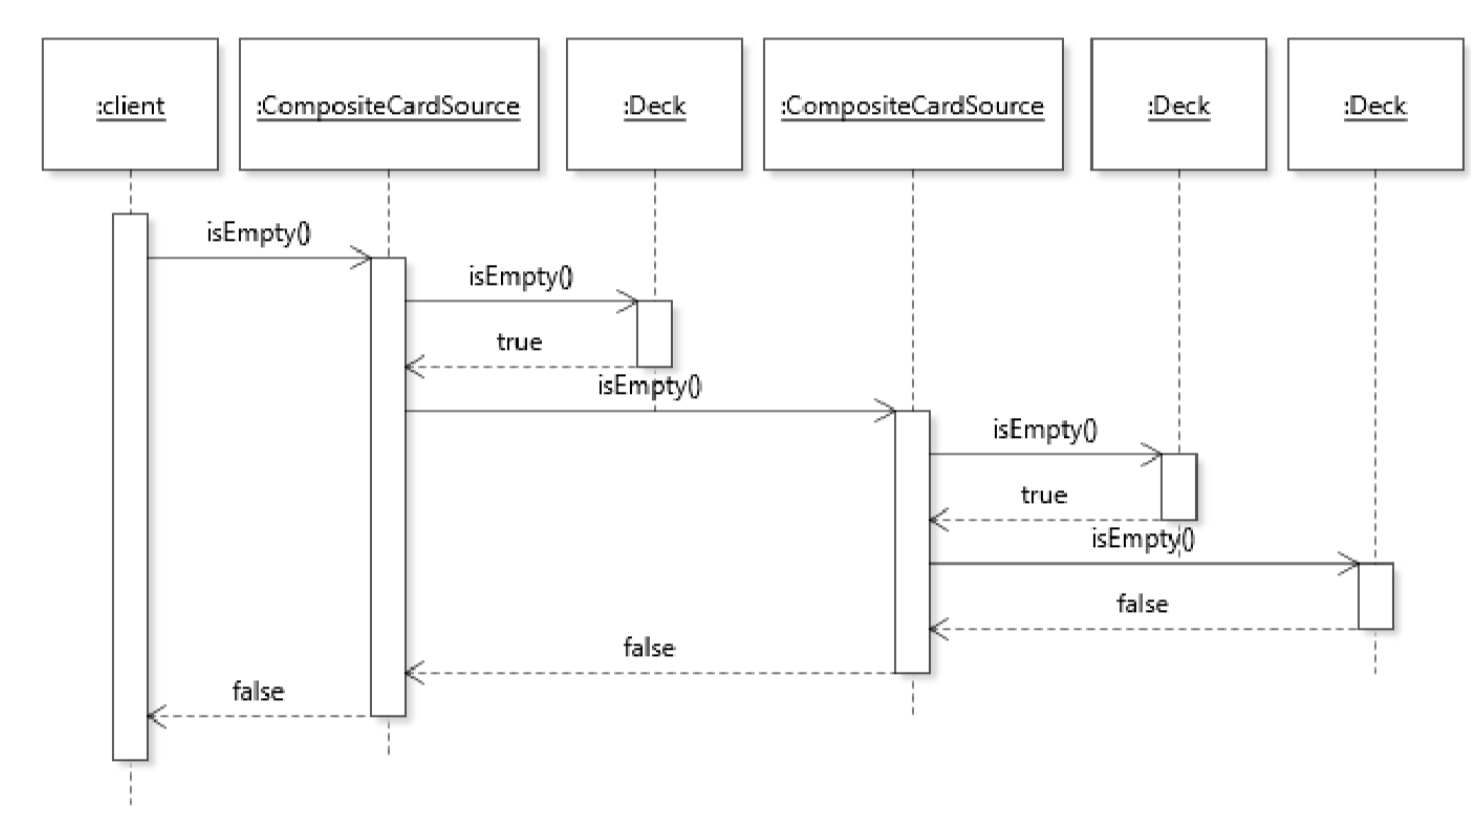 :client
:CompositeCardSource
:Deck
:CompositeCardSource
:Deck
:Deck
isEmpty()
isEmpty()
true
isEmpty()
isEmpty()
true
isEmpty()
false
false
false